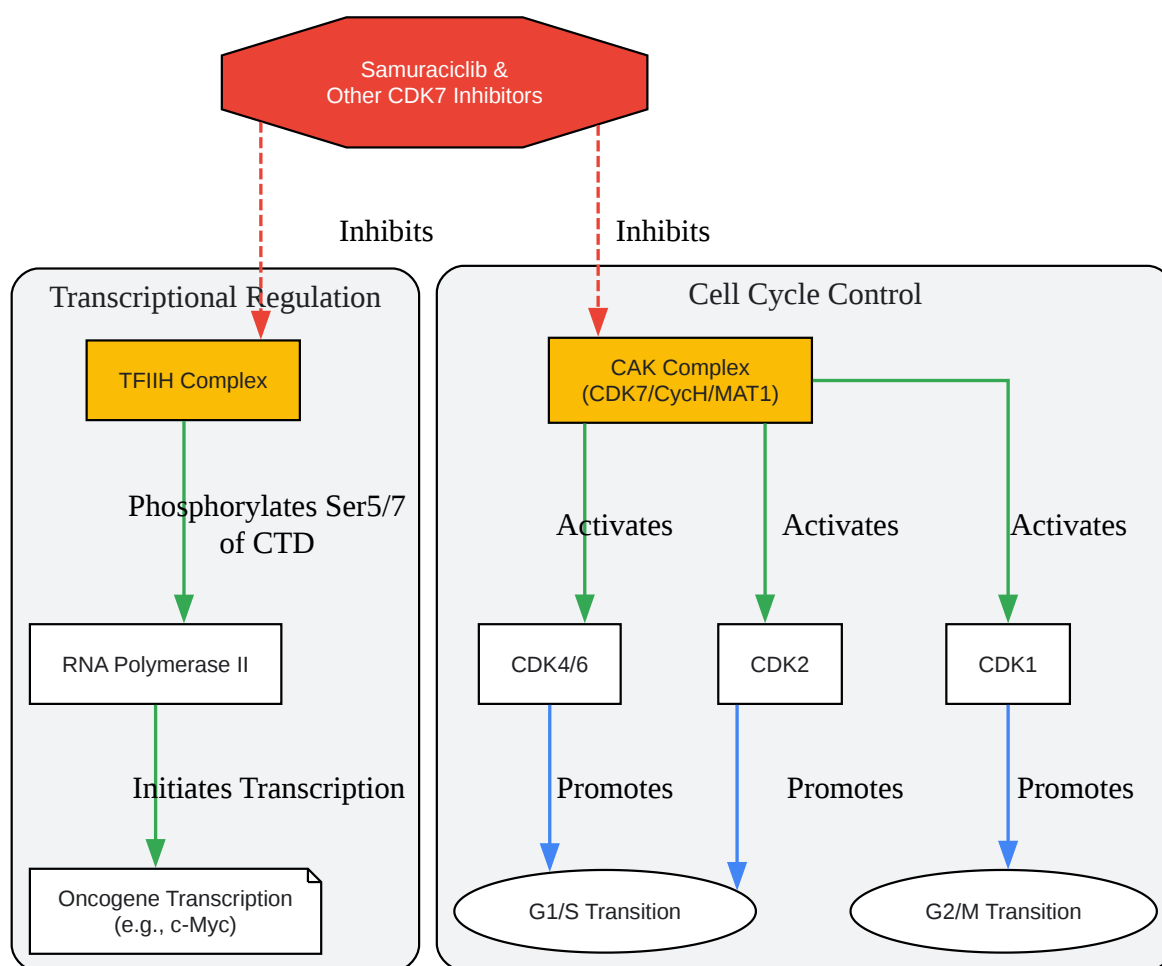 Samuraciclib &
Other CDK7 Inhibitors
Inhibits
Inhibits
Transcriptional Regulation
TFIIH Complex
Phosphorylates Ser5/7
of CTD
RNA Polymerase II
Initiates Transcription
Oncogene Transcription
(e.g., c-Myc)
Cell Cycle Control
CAK Complex
(CDK7/CycH/MAT1)
Activates
Activates
Activates
CDK4/6
CDK2
CDK1
Promotes
Promotes
Promotes
G1/S Transition
G2/M Transition